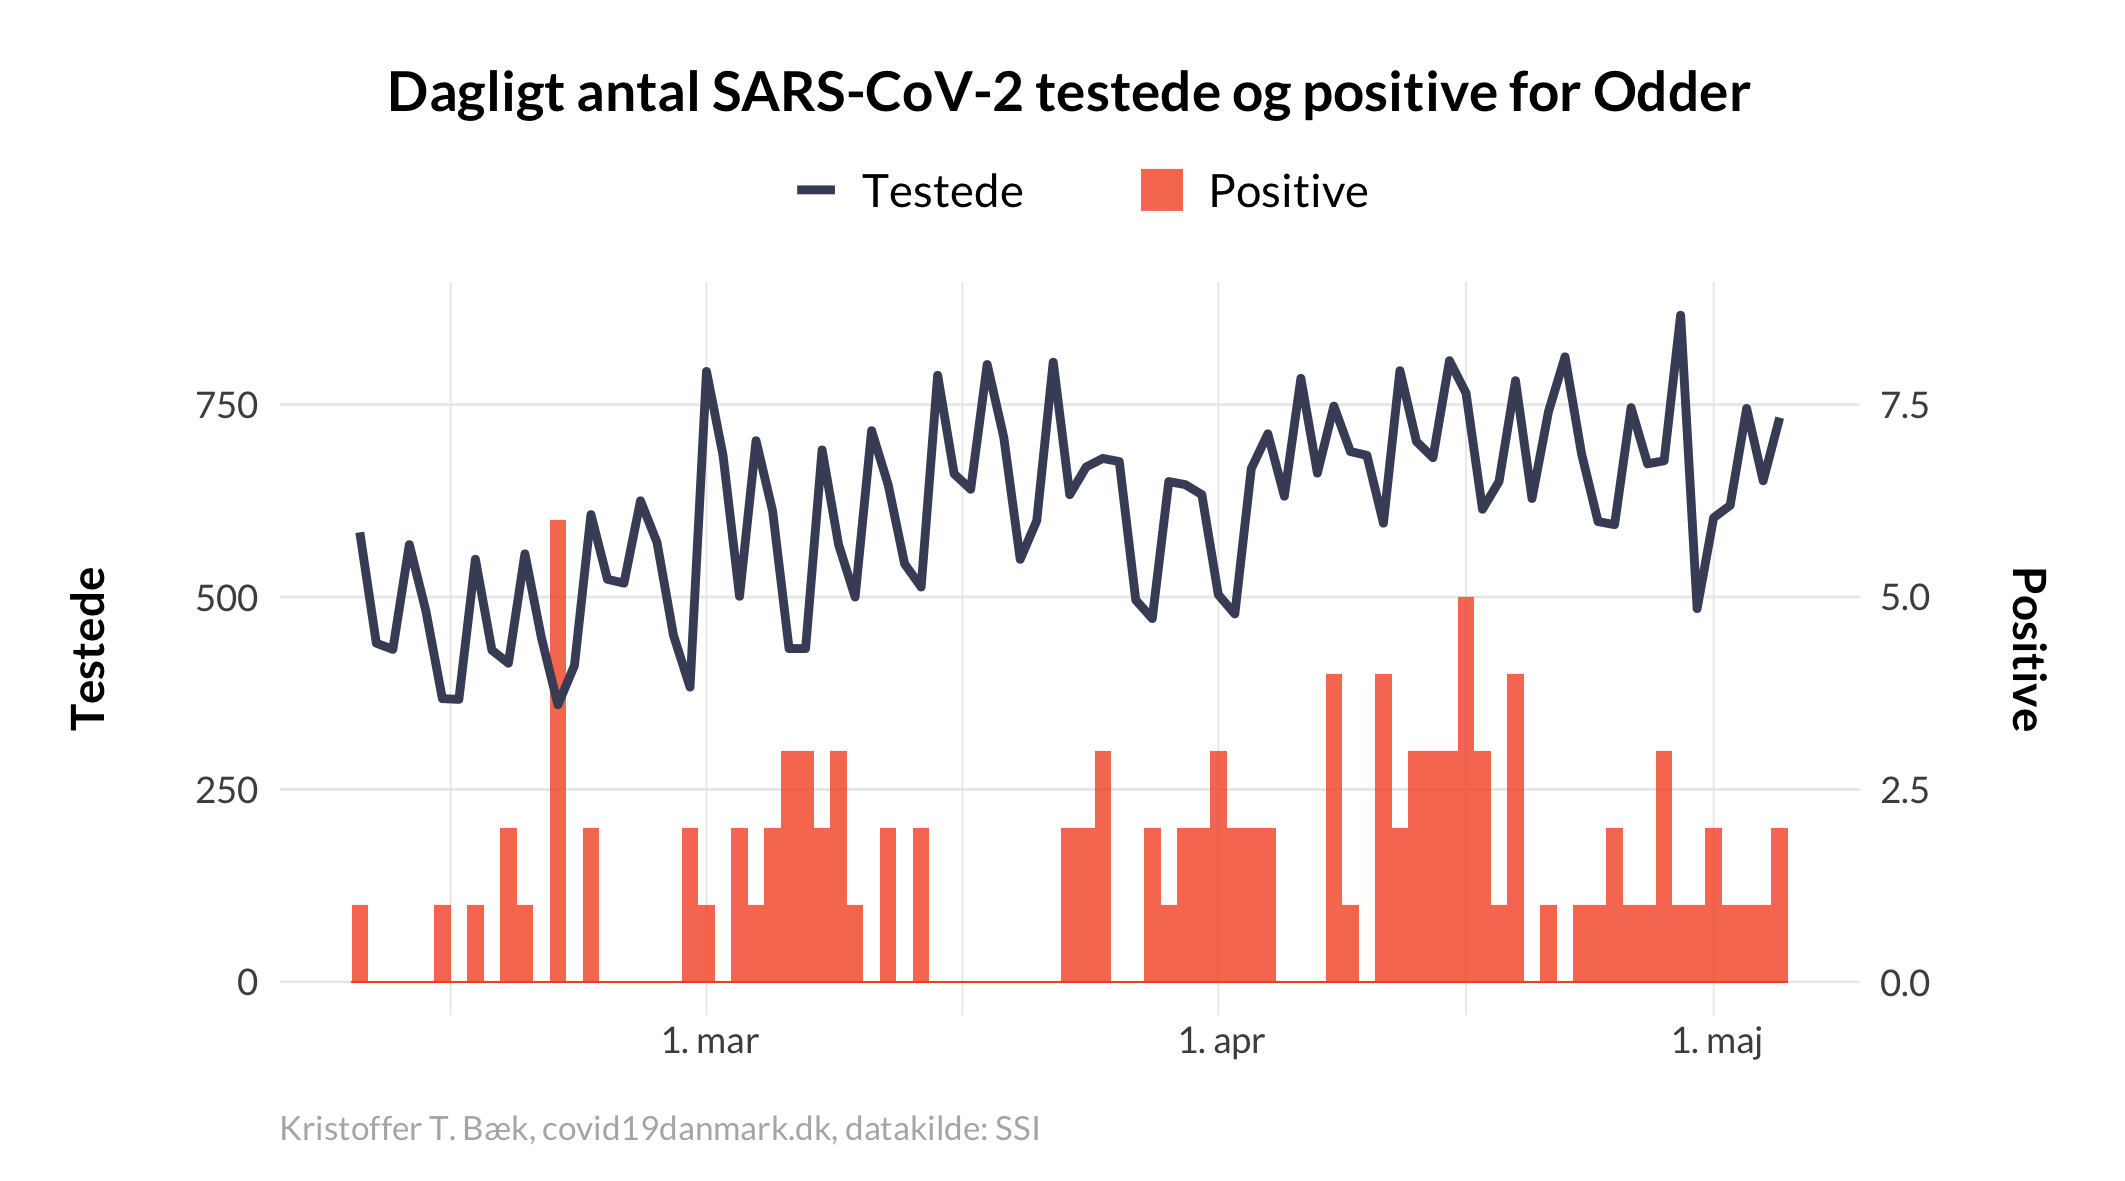 Dagligt antal SARS-CoV-2 testede og positive for Odder
Testede Positive
750 7.5
500 5.0
250 2.5
0 0.0
Testede
Positive
1. mar 1. apr 1. maj
Kristoffer T. Bæk, covid19danmark.dk, datakilde: SSI